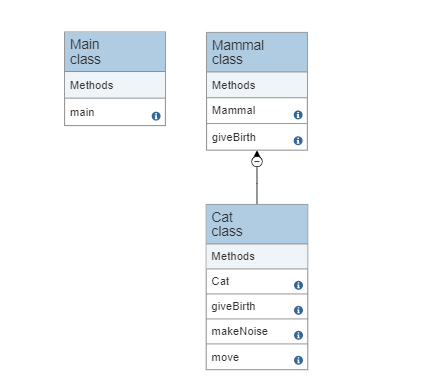 Main
class
Methods
main
Mammal
class
Methods
Mammal
giveBirth
Cat
class
Methods
Cat
giveBirth
makeNoise
move